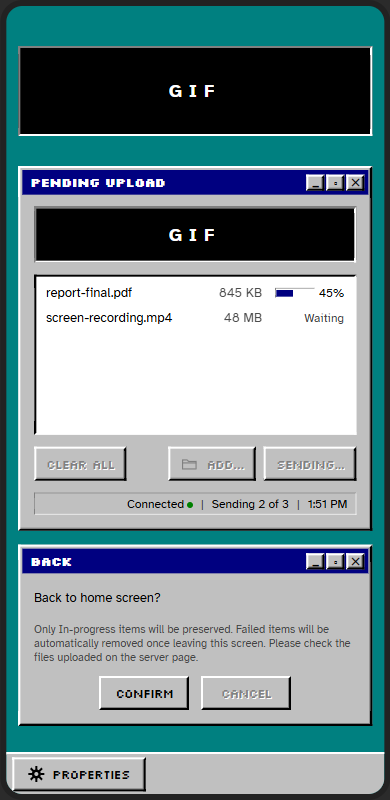 GIF
PENDING UPLOAD
GIF
report-final.pdf 845 KB 45%
screen-recording.mp4 48 MB Waiting
CLEAR ALL ADD... SENDING...
Connected | Sending 2 of 3 | 1:51 PM
BACK
Back to home screen?
Only In-progress items will be preserved. Failed items will be
automatically removed once leaving this screen. Please check the
files uploaded on the server page.
CONFIRM CANCEL
PROPERTIES